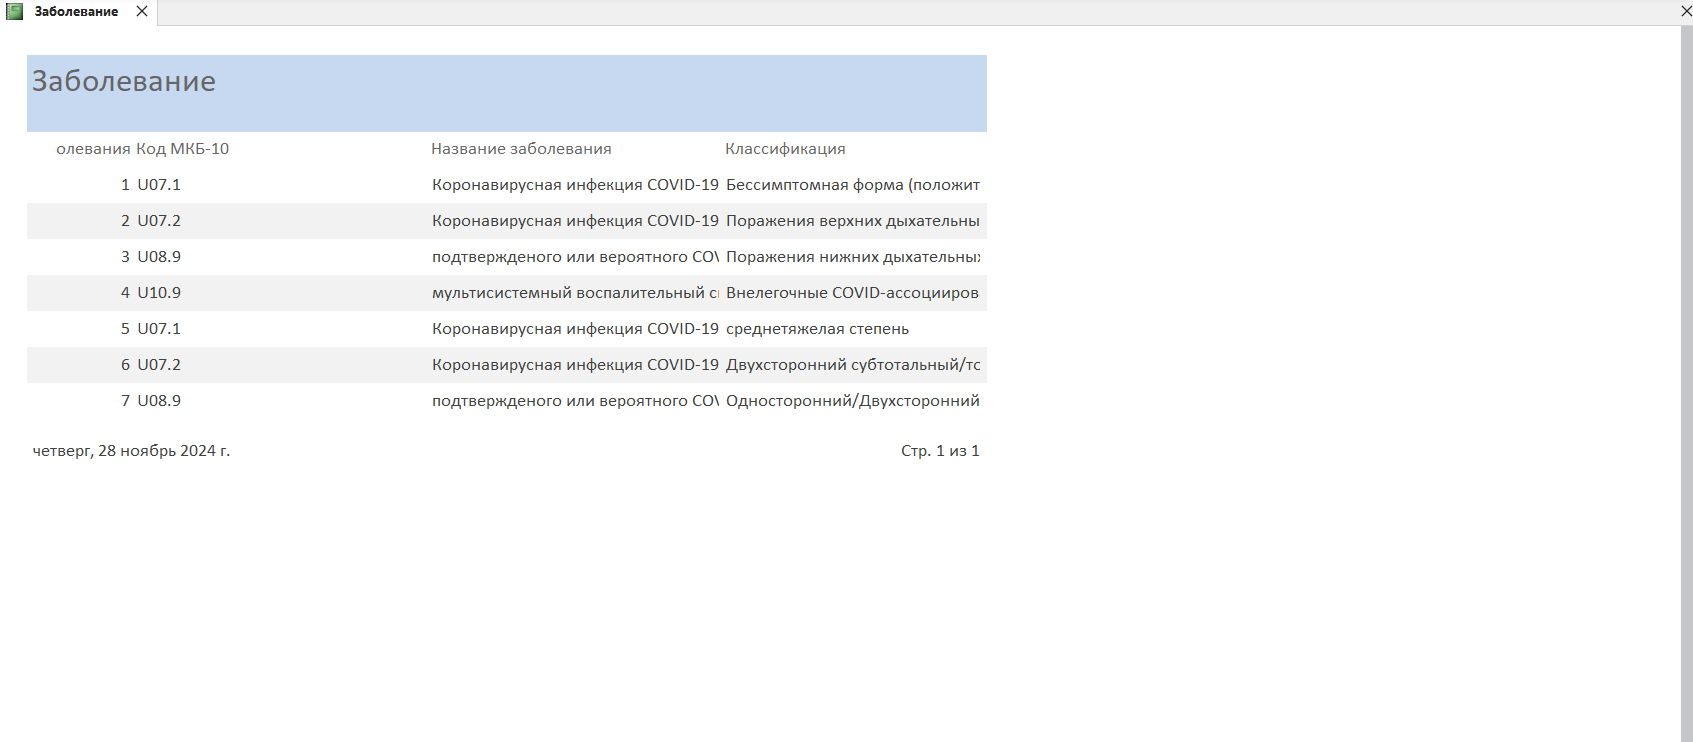 Заболевание
Заболевание
олевания Код МКБ-10 Название заболевания Классификация
1 U07.1 Коронавирусная инфекция COVID-19 Бессимптомная форма (положит
2 U07.2 Коронавирусная инфекция COVID-19 Поражения верхних дыхательны
3 U08.9 подтвержденого или вероятного COV Поражения нижних дыхательных
4 U10.9 мультисистемный воспалительный с Внелегочные COVID-ассоцииров
5 U07.1 Коронавирусная инфекция COVID-19 среднетяжелая степень
6 U07.2 Коронавирусная инфекция COVID-19 Двухсторонний субтотальный/то
7 U08.9 подтвержденого или вероятного COV Односторонний/Двухсторонний
четверг, 28 ноябрь 2024 г. Стр. 1 из 1